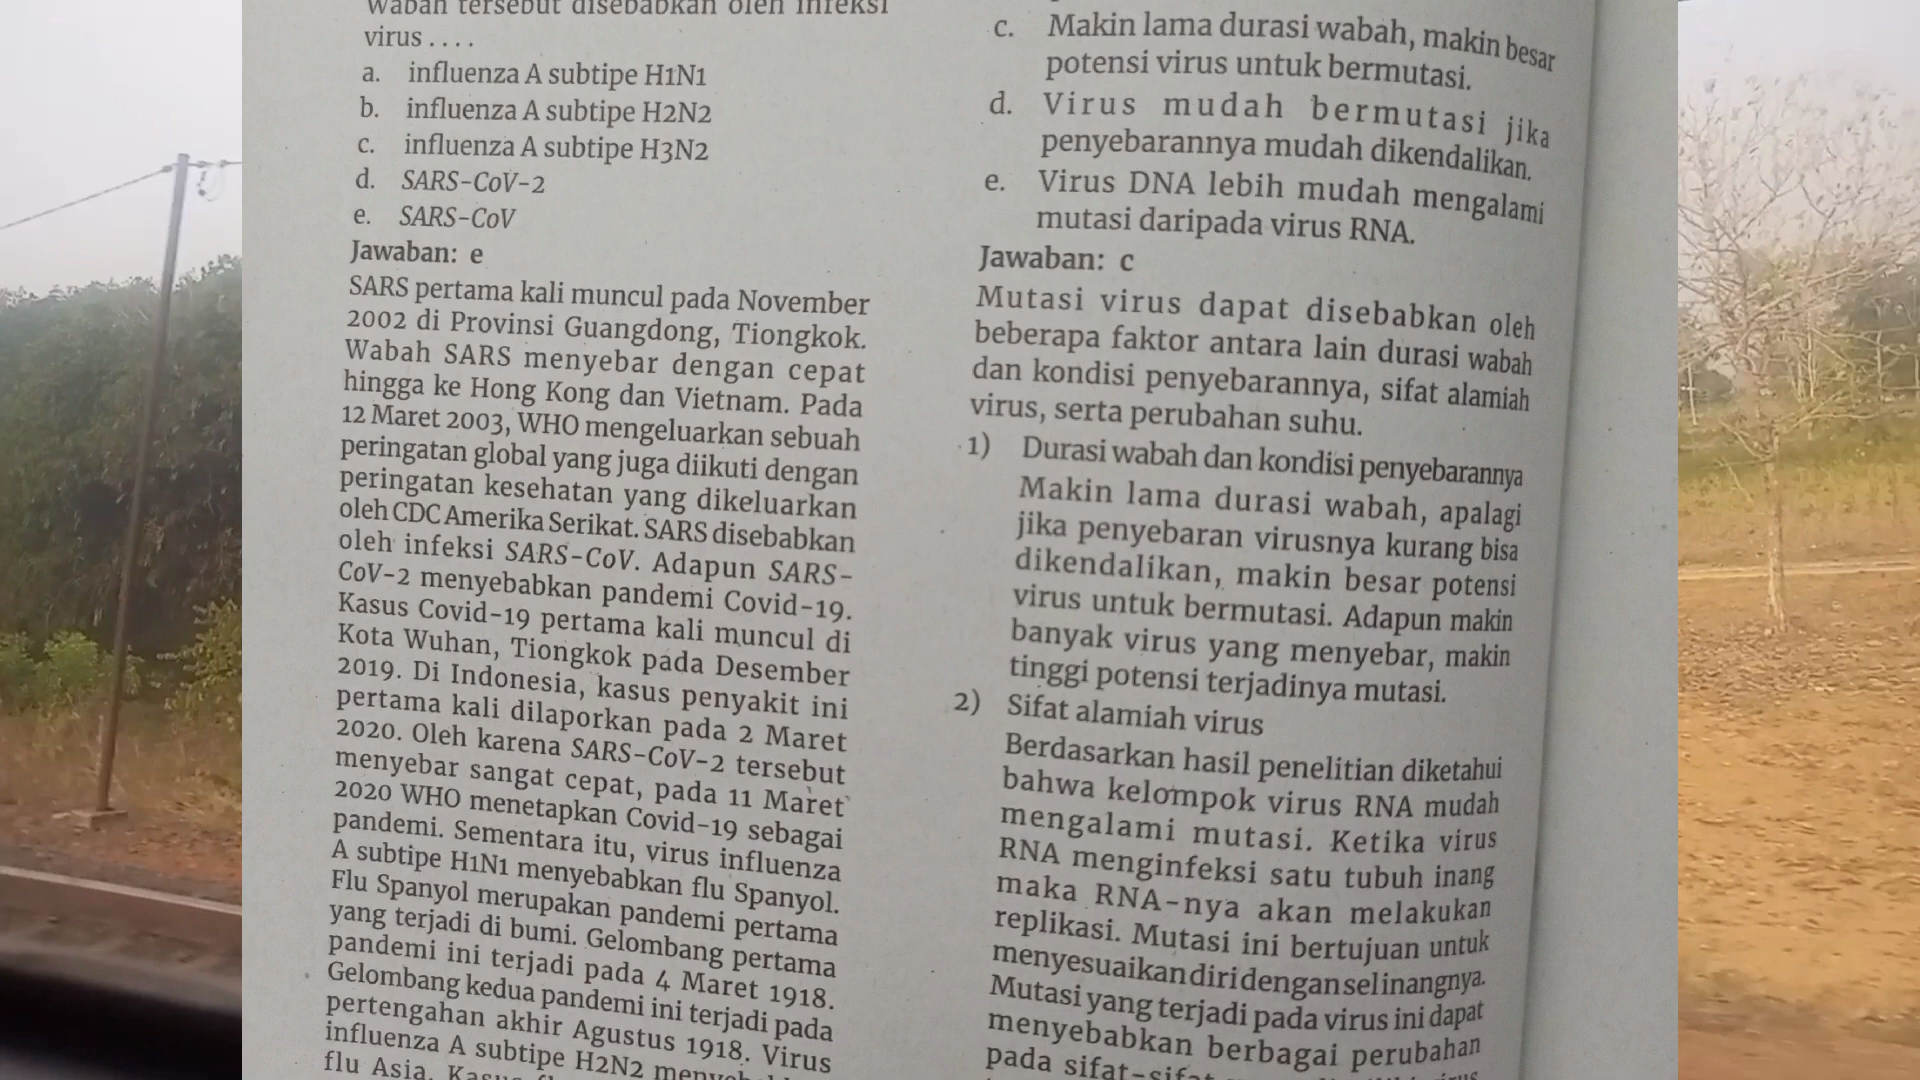 wabah tersebut disebabkan oleh infeksi
virus . . . .
a. influenza A subtipe H1N1
b. influenza A subtipe H2N2
c. influenza A subtipe H3N2
d. SARS-CoV-2
e. SARS-CoV
Jawaban: e
SARS pertama kali muncul pada November
2002 di Provinsi Guangdong, Tiongkok.
Wabah SARS menyebar dengan cepat
hingga ke Hong Kong dan Vietnam. Pada
12 Maret 2003, WHO mengeluarkan sebuah
peringatan global yang juga diikuti dengan
peringatan kesehatan yang dikeluarkan
oleh CDC Amerika Serikat. SARS disebabkan
oleh infeksi SARS-CoV. Adapun SARS-
CoV-2 menyebabkan pandemi Covid-19.
Kasus Covid-19 pertama kali muncul di
Kota Wuhan, Tiongkok pada Desember
2019. Di Indonesia, kasus penyakit ini
pertama kali dilaporkan pada 2 Maret
2020. Oleh karena SARS-CoV-2 tersebut
menyebar sangat cepat, pada 11 Maret
2020 WHO menetapkan Covid-19 sebagai
pandemi. Sementara itu, virus influenza
A subtipe H1N1 menyebabkan flu Spanyol.
Flu Spanyol merupakan pandemi pertama
yang terjadi di bumi. Gelombang pertama
pandemi ini terjadi pada 4 Maret 1918.
Gelombang kedua pandemi ini terjadi pada
pertengahan akhir Agustus 1918. Virus
influenza A subtipe H2N2
flu Asia.
c. Makin lama durasi wabah, makin besar
potensi virus untuk bermutasi.
d. Virus mudah bermutasi jika
penyebarannya mudah dikendalikan.
e. Virus DNA lebih mudah mengalami
mutasi daripada virus RNA.
Jawaban: c
Mutasi virus dapat disebabkan oleh
beberapa faktor antara lain durasi wabah
dan kondisi penyebarannya, sifat alamiah
virus, serta perubahan suhu.
1) Durasi wabah dan kondisi penyebarannya
Makin lama durasi wabah, apalagi
jika penyebaran virusnya kurang bisa
dikendalikan, makin besar potensi
virus untuk bermutasi. Adapun makin
banyak virus yang menyebar, makin
tinggi potensi terjadinya mutasi.
2) Sifat alamiah virus
Berdasarkan hasil penelitian diketahui
bahwa kelompok virus RNA mudah
mengalami mutasi. Ketika virus
RNA menginfeksi satu tubuh inang
maka RNA-nya akan melakukan
replikasi. Mutasi ini bertujuan untuk
menyesuaikan diri dengan sel inangnya.
Mutasi yang terjadi pada virus ini dapat
menyebabkan berbagai perubahan
pada